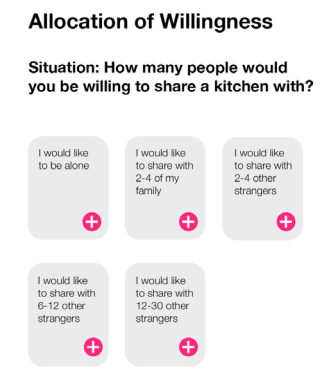 Allocation of Willingness
Situation: How many people would
you be willing to share a kitchen with?
I would like
to be alone
I would like
to share with
2-4 of my
family
I would like
to share with
2-4 other
strangers
I would like
to share with
6-12 other
strangers
I would like
to share with
12-30 other
strangers